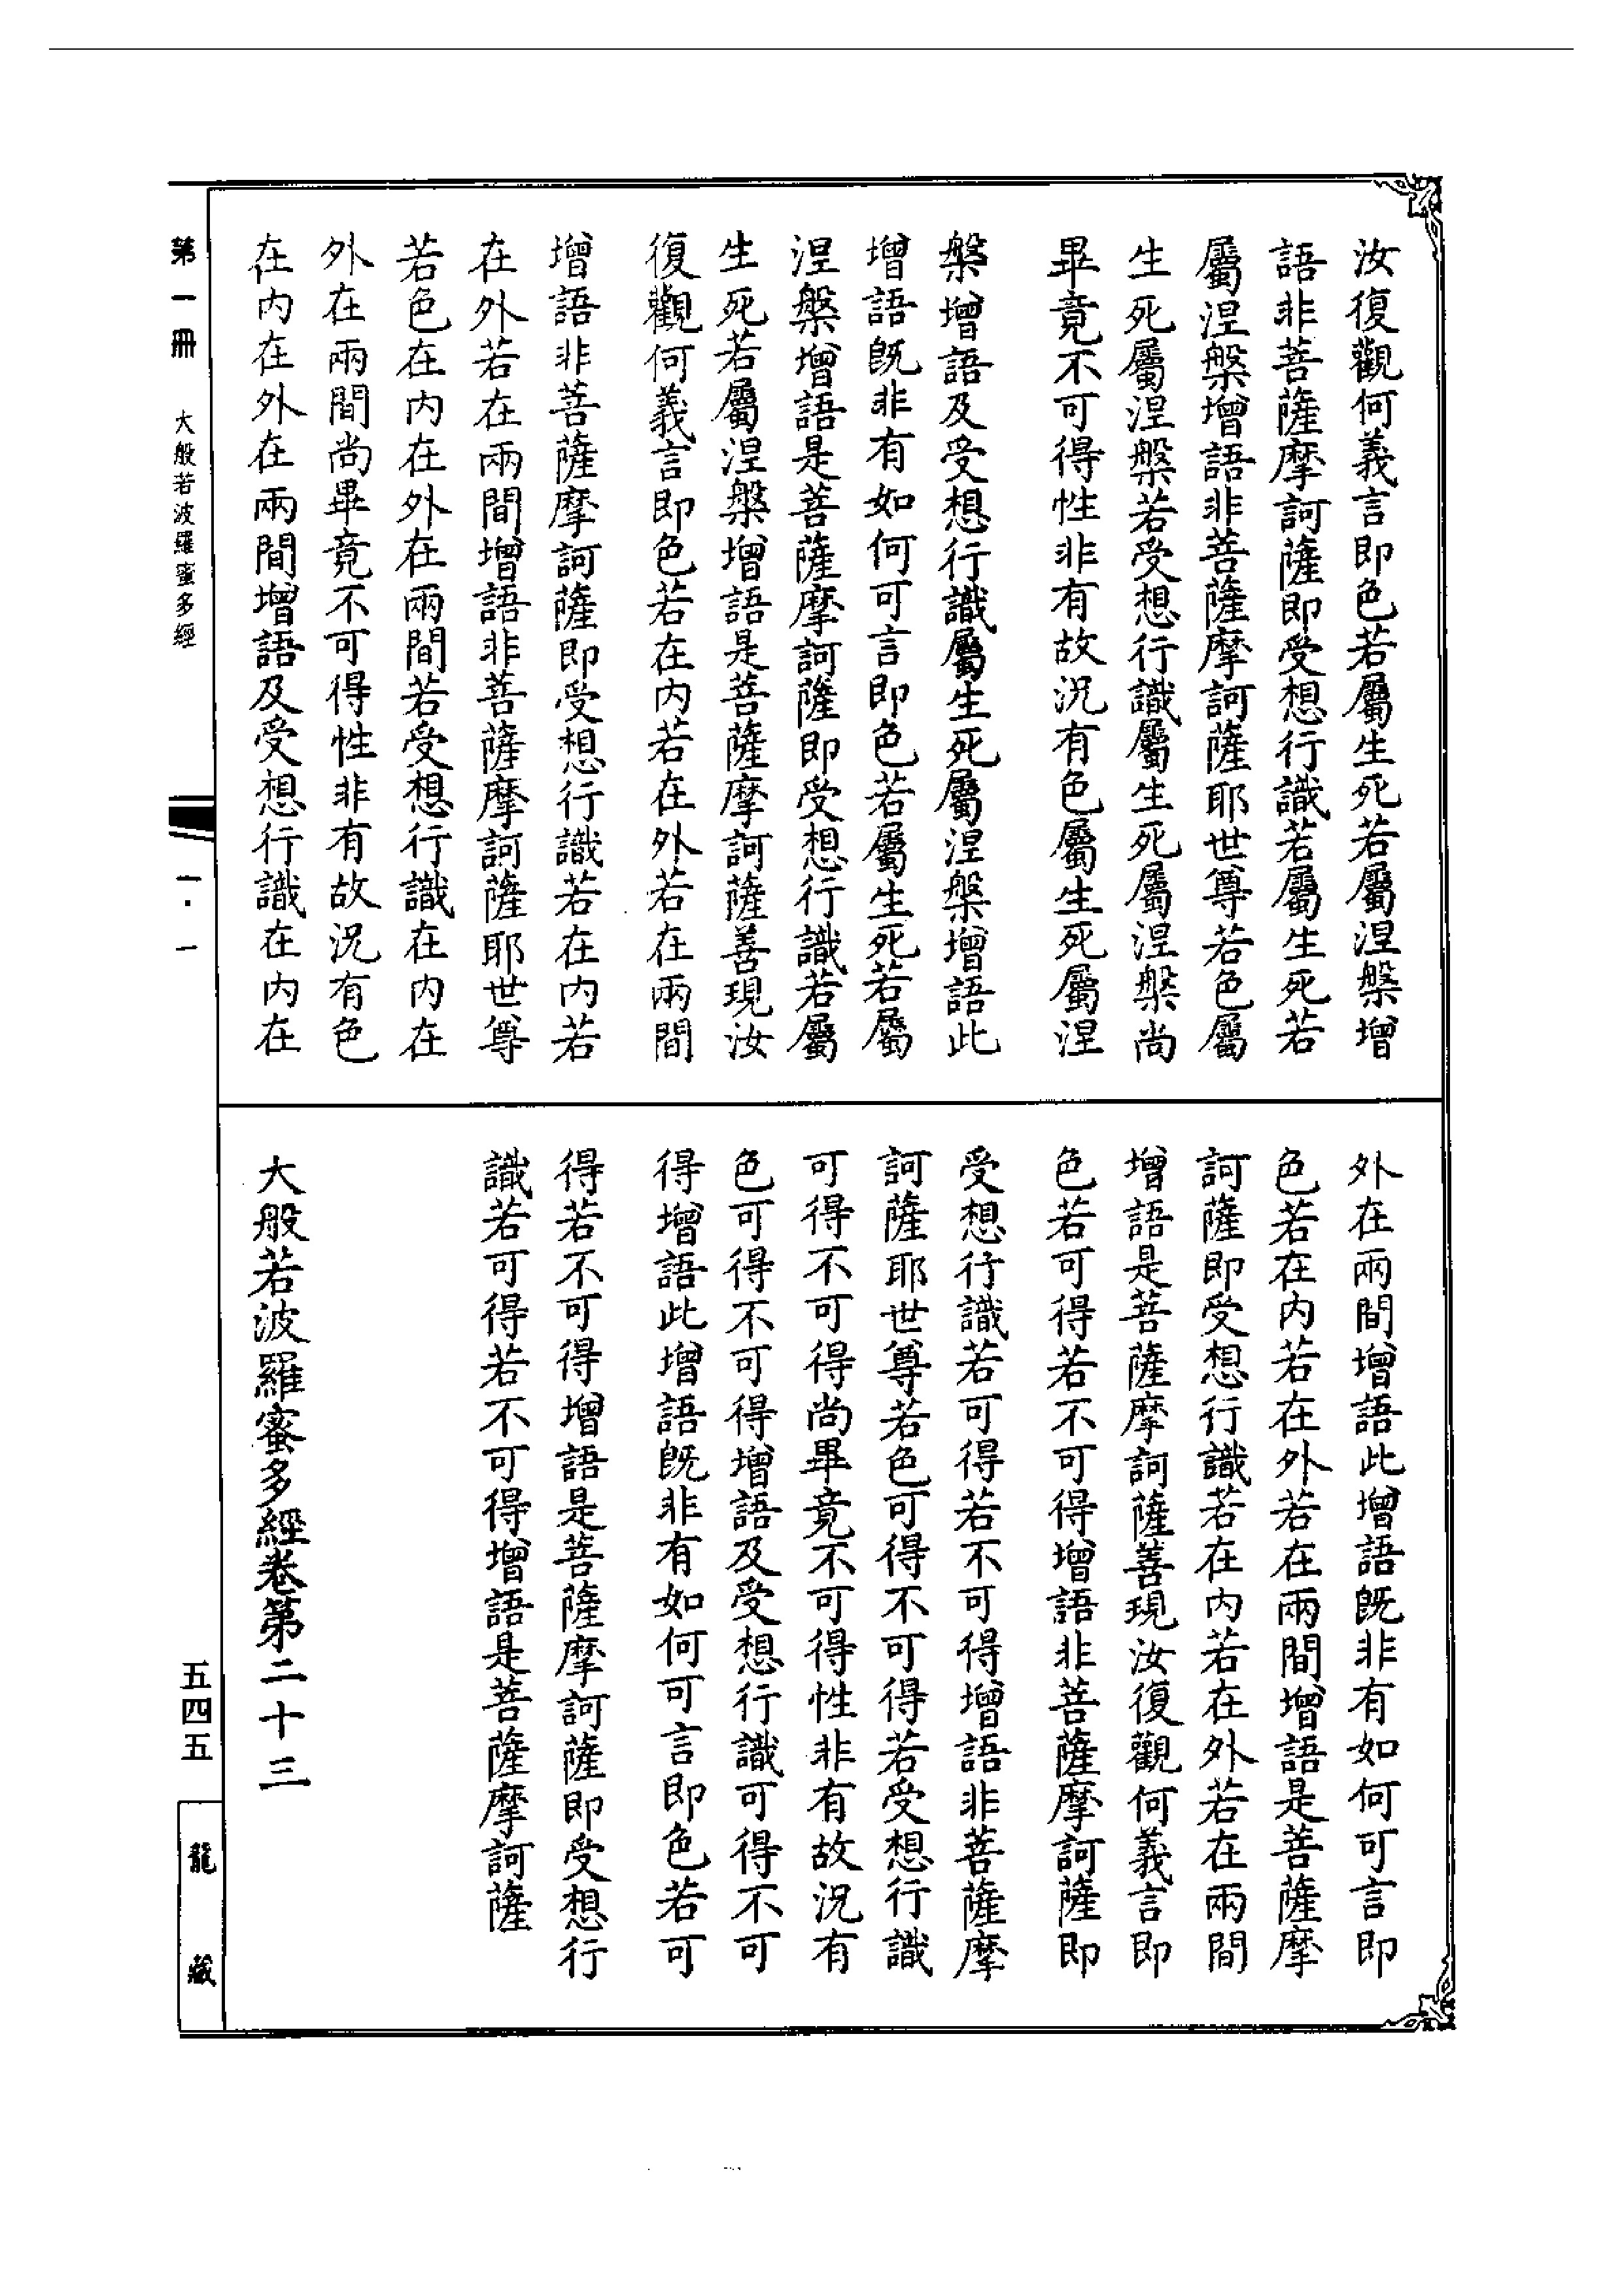 汝復觀何義言即色若屬生死若屬涅槃增
語非菩薩摩訶薩即受想行識若屬生死若
屬涅槃增語非菩薩摩訶薩耶世尊若色屬
生死屬涅槃若受想行識屬生死屬涅槃尚
畢竟不可得性非有故況有色屬生死屬涅
槃增語及受想行識屬生死屬涅槃增語此
增語既非有如何可言即色若屬生死若屬
涅槃增語是菩薩摩訶薩即受想行識若屬
生死若屬涅槃增語是菩薩摩訶薩善現汝
復觀何義言即色若在內若在外若在兩間
增語非菩薩摩訶薩即受想行識若在內若
在外若在兩間增語非菩薩摩訶薩耶世尊
若色在內在外在兩間若受想行識在內在
外在兩間尚畢竟不可得性非有故況有色
在內在外在兩間增語及受想行識在內在
外在兩間增語此增語既非有如何可言即
色若在內若在外若在兩間增語是菩薩摩
訶薩即受想行識若在內若在外若在兩間
增語是菩薩摩訶薩善現汝復觀何義言即
色若可得若不可得增語非菩薩摩訶薩即
受想行識若可得若不可得增語非菩薩摩
訶薩耶世尊若色可得不可得若受想行識
可得不可得尚畢竟不可得性非有故況有
色可得不可得增語及受想行識可得不可
得增語此增語既非有如何可言即色若可
得若不可得增語是菩薩摩訶薩即受想行
識若可得若不可得增語是菩薩摩訶薩
大般若波羅蜜多經卷第二十三
第一冊 大般若波羅蜜多經 一·一
五四五
龍藏